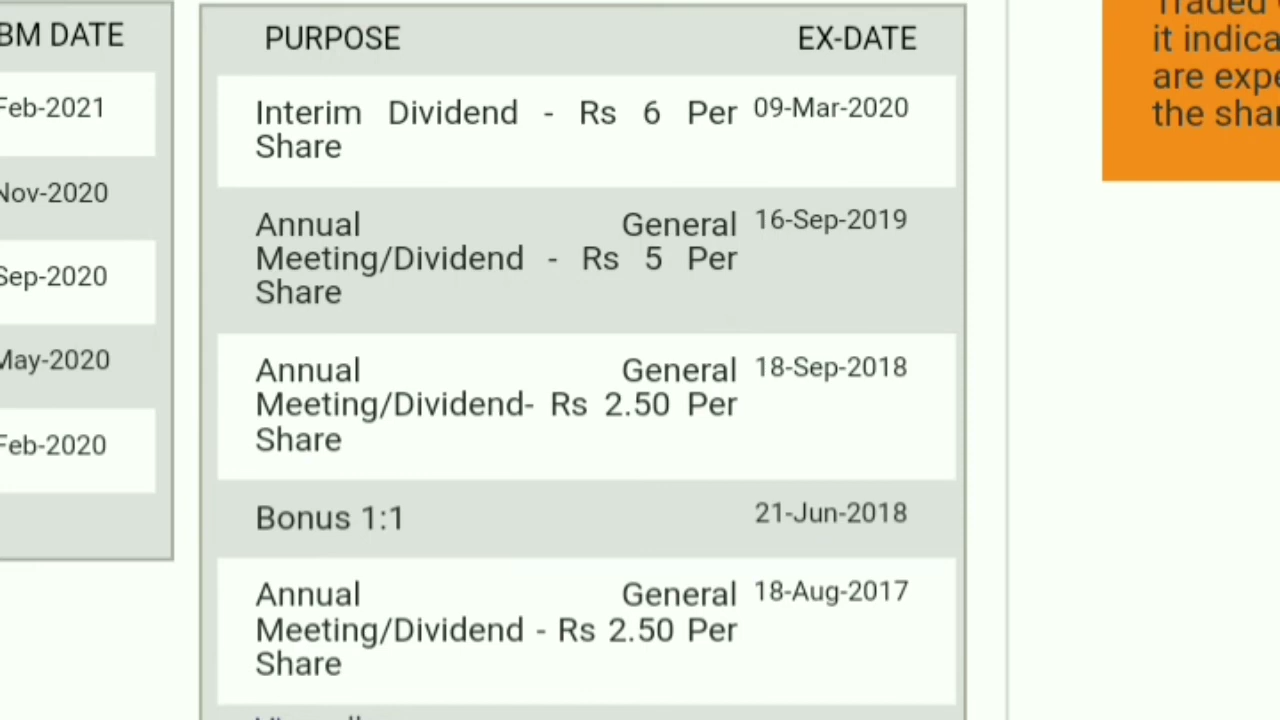 BM DATE
Feb-2021
Nov-2020
Sep-2020
May-2020
Feb-2020
PURPOSE EX-DATE
Interim Dividend - Rs 6 Per 09-Mar-2020
Share
Annual General 16-Sep-2019
Meeting/Dividend - Rs 5 Per
Share
Annual General 18-Sep-2018
Meeting/Dividend- Rs 2.50 Per
Share
Bonus 1:1 21-Jun-2018
Annual General 18-Aug-2017
Meeting/Dividend - Rs 2.50 Per
Share
Traded
it indica
are expe
the shar